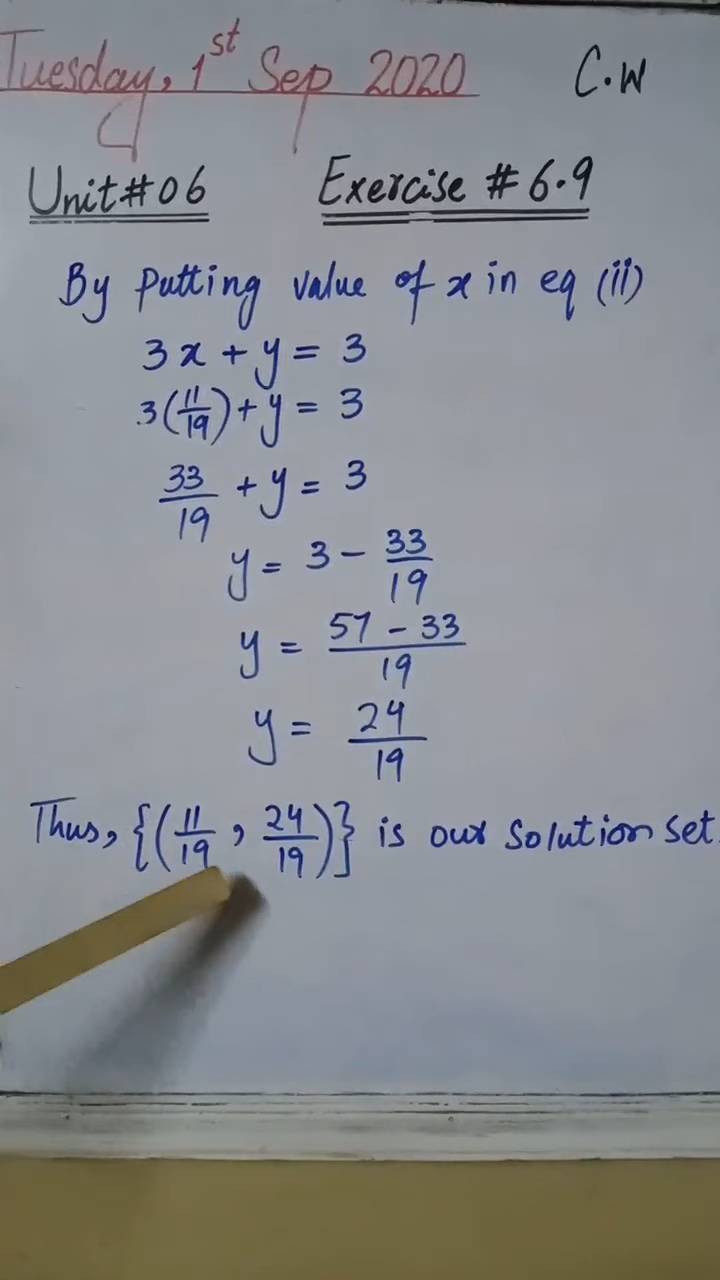 Tuesday, 1st Sep 2020 C.W
Unit#06 Exercise #6.9
By Putting value of x in eq (ii)
3x + y = 3
3(11/19) + y = 3
33/19 + y = 3
y = 3 - 33/19
y = 57 - 33/19
y = 24/19
Thus, {(11/19, 24/19)} is our solution set.